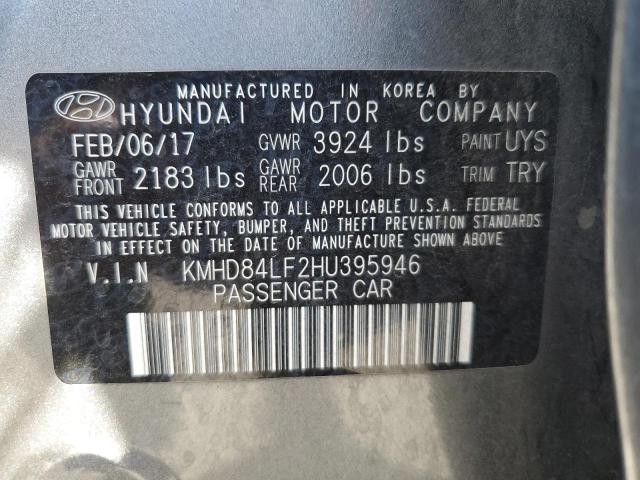 MANUFACTURED IN KOREA BY
HYUNDAI MOTOR COMPANY
FEB/06/17 GVWR 3924 lbs PAINT UYS
GAWR FRONT 2183 lbs GAWR REAR 2006 lbs TRIM TRY
THIS VEHICLE CONFORMS TO ALL APPLICABLE U.S.A. FEDERAL
MOTOR VEHICLE SAFETY, BUMPER, AND THEFT PREVENTION STANDARDS
IN EFFECT ON THE DATE OF MANUFACTURE SHOWN ABOVE.
V.I.N KMHD84LF2HU395946
PASSENGER CAR